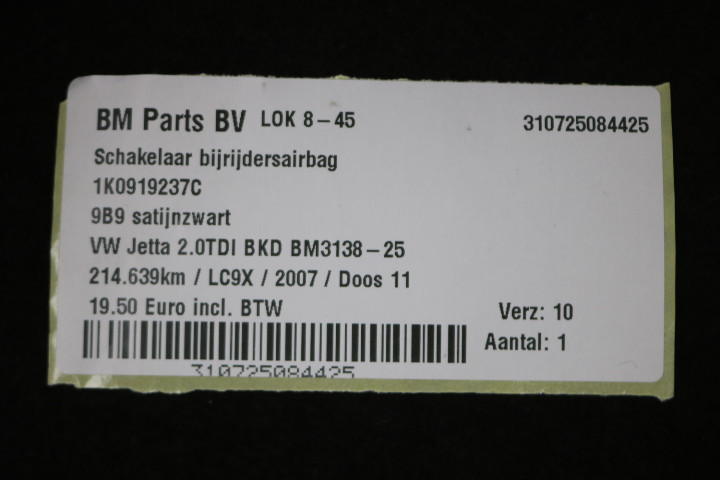 BM Parts BV LOK 8-45 310725084425
Schakelaar bijrijdersairbag
1K0919237C
9B9 satijnzwart
VW Jetta 2.0TDI BKD BM3138-25
214.639km / LC9X / 2007 / Doos 11
19.50 Euro incl. BTW Verz: 10
Aantal: 1
310725084425